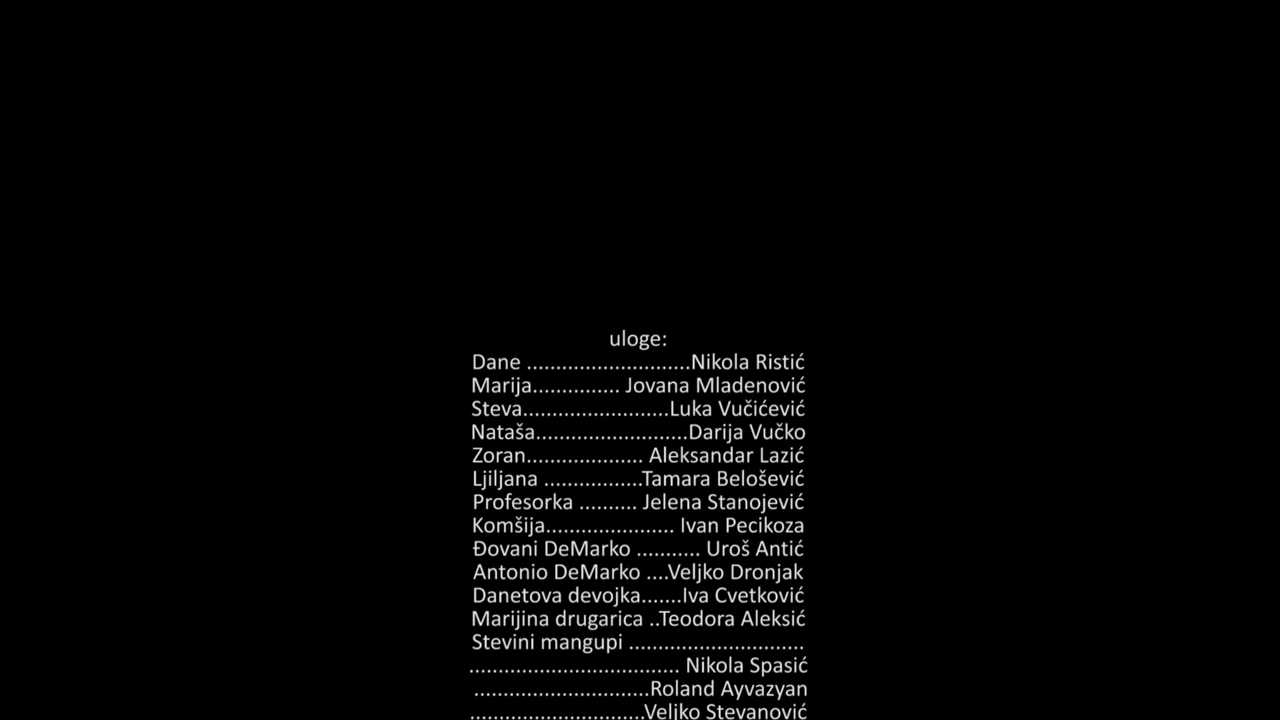 uloge:
Dane ............................Nikola Ristić
Marija............... Jovana Mladenović
Steva.........................Luka Vučićević
Nataša..........................Darija Vučko
Zoran.................... Aleksandar Lazić
Ljiljana .................Tamara Belošević
Profesorka .......... Jelena Stanojević
Komšija...................... Ivan Pecikoza
Đovani DeMarko ........... Uroš Antić
Antonio DeMarko ....Veljko Dronjak
Danetova devojka.......Iva Cvetković
Marijina drugarica ..Teodora Aleksić
Stevini mangupi ..............................
.................................... Nikola Spasić
..............................Roland Ayvazyan
..............................Veljko Stevanović